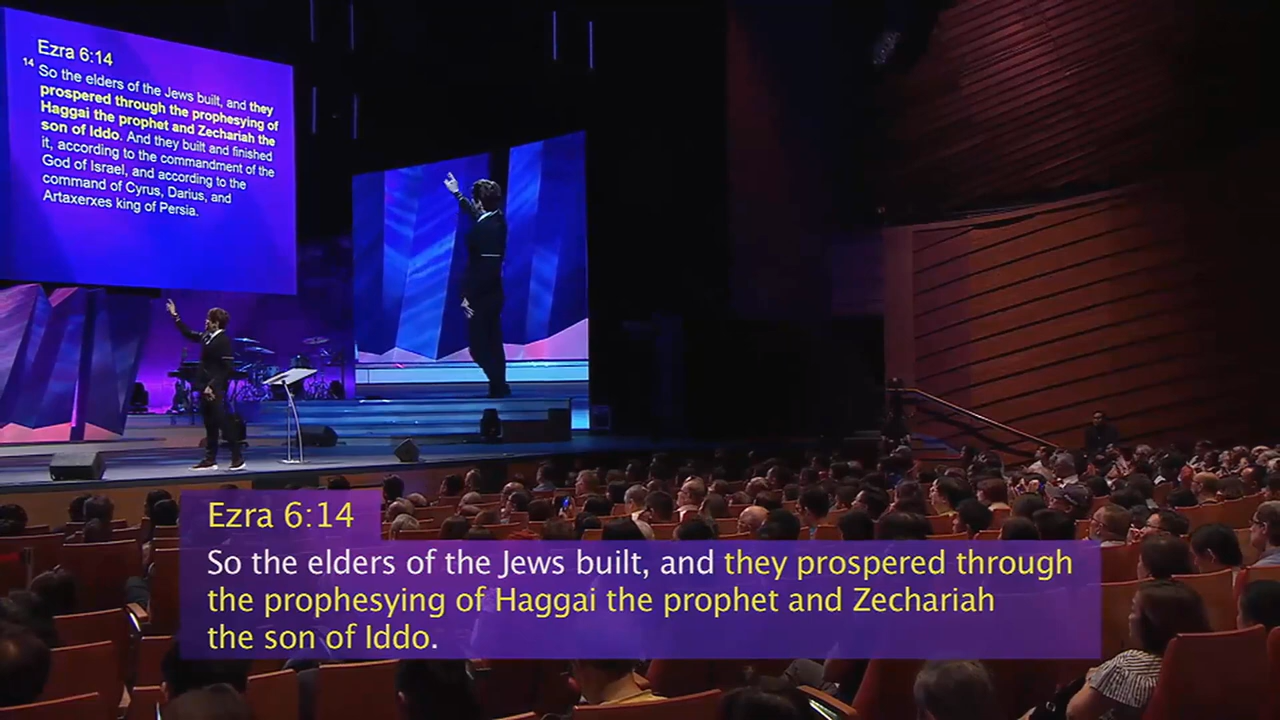 Ezra 6:14
14 So the elders of the Jews built, and they
prospered through the prophesying of
Haggai the prophet and Zechariah the
son of Iddo. And they built and finished
it, according to the commandment of the
God of Israel, and according to the
command of Cyrus, Darius, and
Artaxerxes king of Persia.
Ezra 6:14
So the elders of the Jews built, and they prospered through
the prophesying of Haggai the prophet and Zechariah
the son of Iddo.